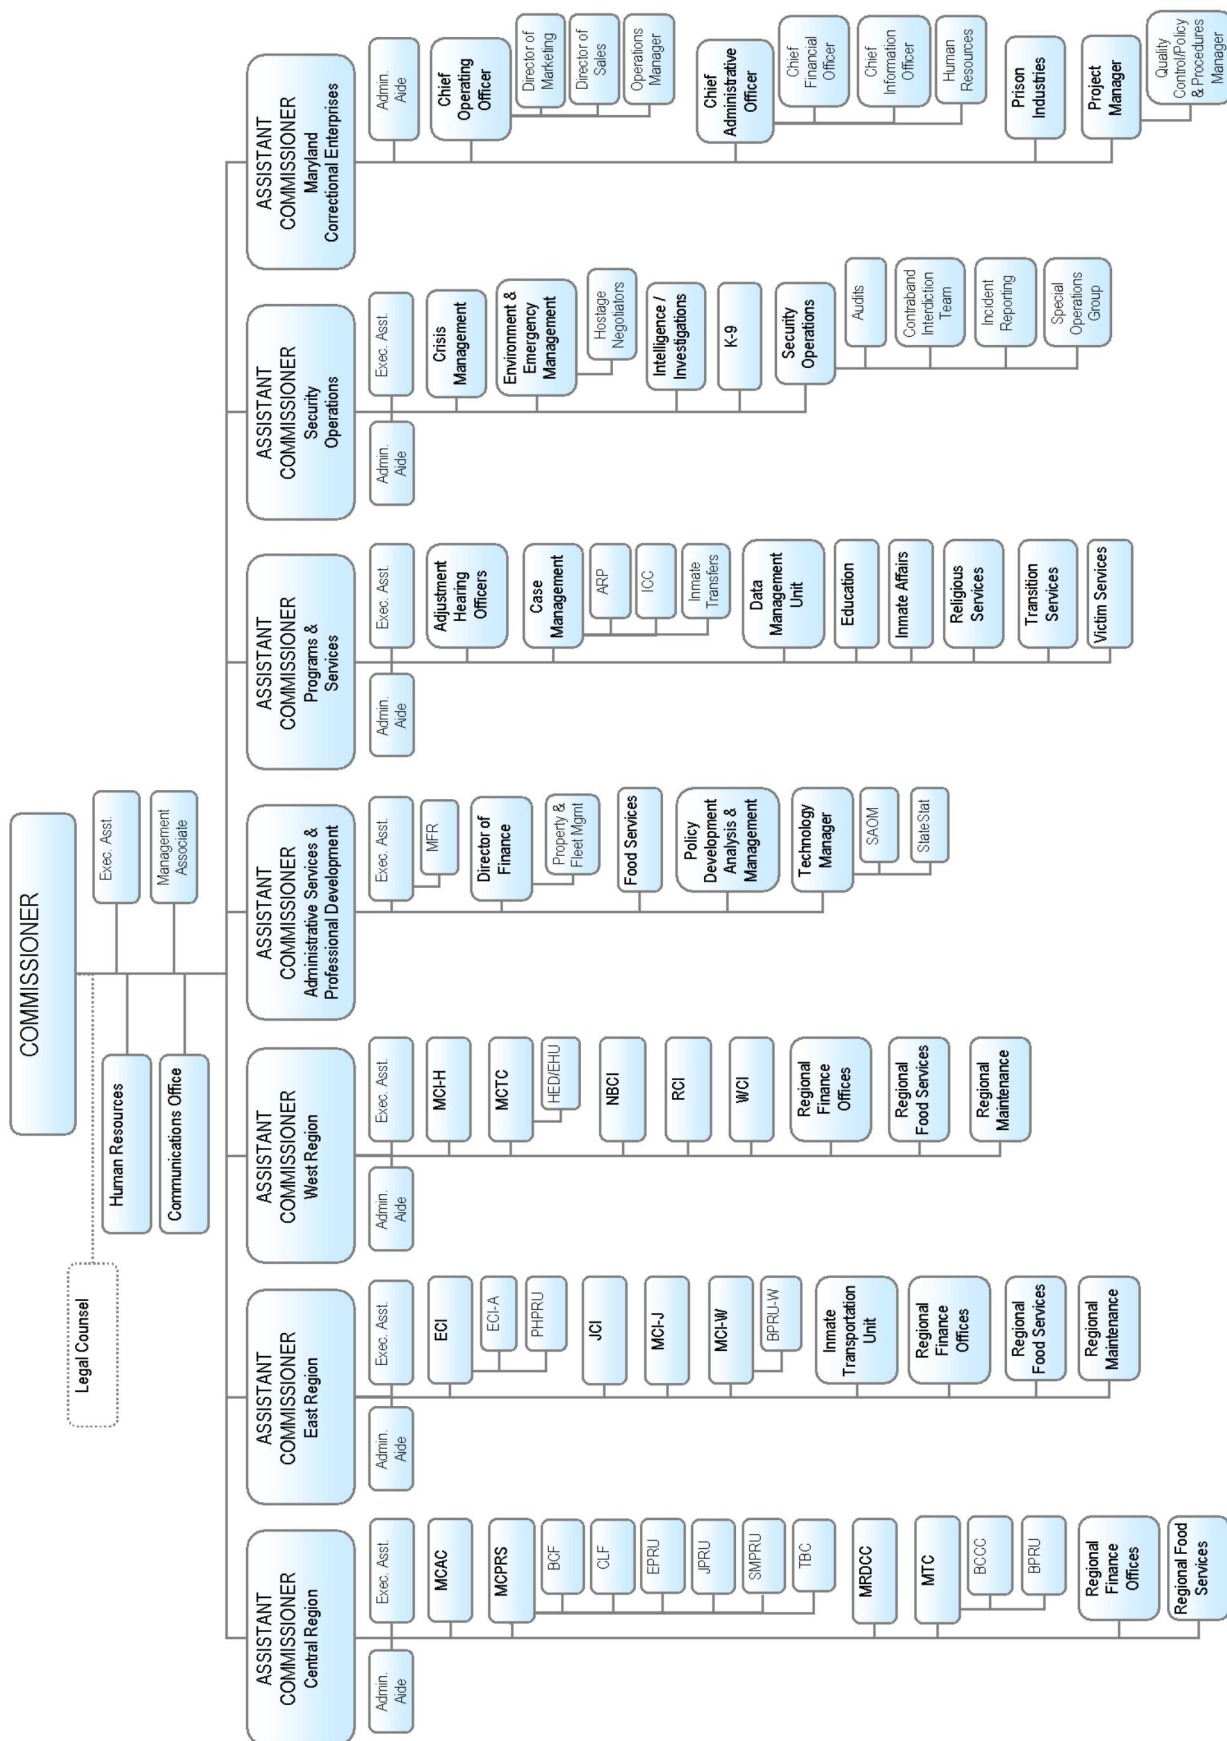 COMMISSIONER
Legal Counsel
Human Resources
Exec. Asst.
Communications Office
Management
Associate
ASSISTANT
COMMISSIONER
Central Region
Admin.
Aide
Exec. Asst.
MCAC
MCPRS
BCF
CLF
EPRU
JPRU
SMPRU
TBC
MRDCC
MTC
BCCC
BPRU
Regional
Finance
Offices
Regional Food
Services
ASSISTANT
COMMISSIONER
East Region
Admin.
Aide
Exec. Asst.
ECI
ECI-A
PHPRU
JCI
MCI-J
MCI-W
BPRU-W
Inmate
Transportation
Unit
Regional
Finance
Offices
Regional
Food Services
Regional
Maintenance
ASSISTANT
COMMISSIONER
West Region
Admin.
Aide
Exec. Asst.
MCI-H
MCTC
HED/EHU
NBCI
RCI
WCI
Regional
Finance
Offices
Regional
Food Services
Regional
Maintenance
ASSISTANT
COMMISSIONER
Administrative Services &
Professional Development
Exec. Asst.
MFR
Director of
Finance
Property &
Fleet Mgmt
Food Services
Policy
Development
Analysis &
Management
Technology
Manager
SAOM
StateStat
ASSISTANT
COMMISSIONER
Programs &
Services
Admin.
Aide
Exec. Asst.
Adjustment
Hearing
Officers
Case
Management
ARP
ICC
Inmate
Transfers
Data
Management
Unit
Education
Inmate Affairs
Religious
Services
Transition
Services
Victim Services
ASSISTANT
COMMISSIONER
Security
Operations
Admin.
Aide
Exec. Asst.
Crisis
Management
Environment &
Emergency
Management
Hostage
Negotiators
Intelligence /
Investigations
K-9
Security
Operations
Audits
Contraband
Interdiction
Team
Incident
Reporting
Special
Operations
Group
ASSISTANT
COMMISSIONER
Maryland
Correctional Enterprises
Admin.
Aide
Chief
Operating
Officer
Director of
Marketing
Director of
Sales
Operations
Manager
Chief
Administrative
Officer
Chief
Financial
Officer
Chief
Information
Officer
Human
Resources
Prison
Industries
Project
Manager
Quality
Control/Policy
& Procedures
Manager